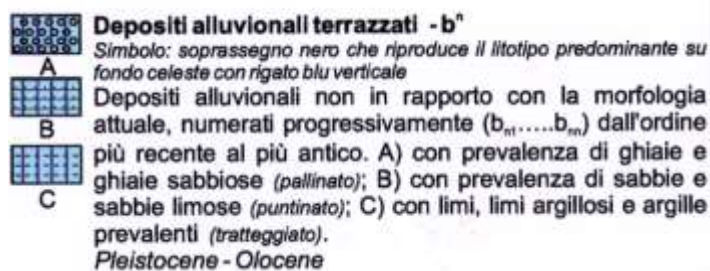 Depositi alluvionali terrazzati - bⁿ
Simbolo: soprassegno nero che riproduce il litotipo predominante su
A
fondo celeste con rigato blu verticale
Depositi alluvionali non in rapporto con la morfologia
attuale, numerati progressivamente (bn1.....bnn) dall'ordine
B
più recente al più antico. A) con prevalenza di ghiaie e
ghiaie sabbiose (pallinato); B) con prevalenza di sabbie e
C
sabbie limose (puntinato); C) con limi, limi argillosi e argille
prevalenti (tratteggiato).
Pleistocene - Olocene